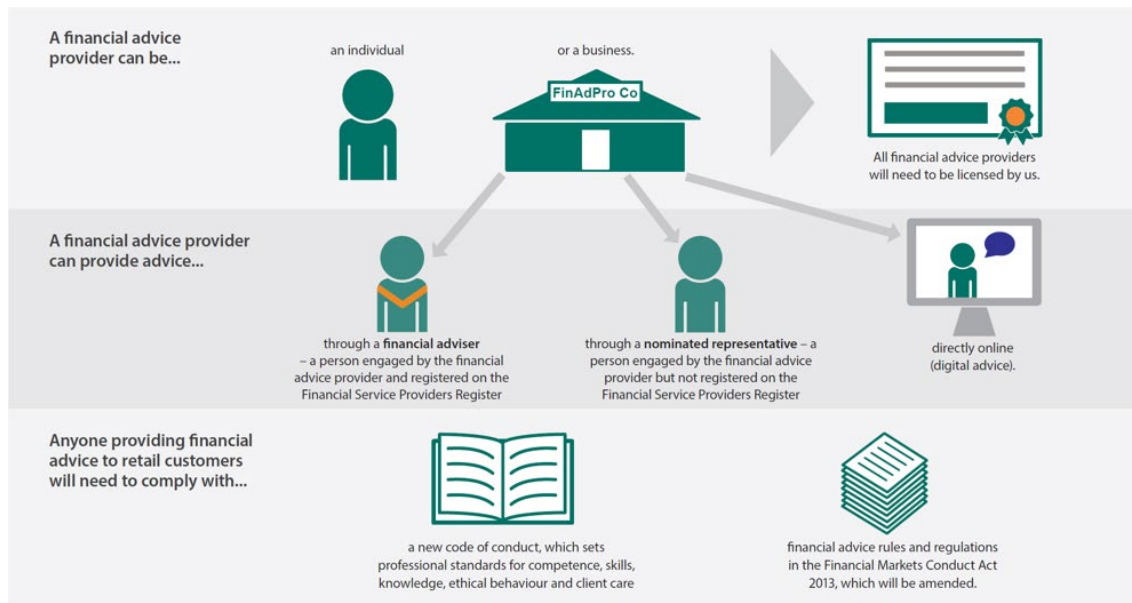 A financial advice
provider can be...
an individual
or a business.
FinAdPro Co
All financial advice providers
will need to be licensed by us.
A financial advice provider
can provide advice...
through a financial adviser
– a person engaged by the financial
advice provider and registered on the
Financial Service Providers Register
through a nominated representative – a
person engaged by the financial advice
provider but not registered on the
Financial Service Providers Register
directly online
(digital advice).
Anyone providing financial
advice to retail customers
will need to comply with...
a new code of conduct, which sets
professional standards for competence, skills,
knowledge, ethical behaviour and client care
financial advice rules and regulations
in the Financial Markets Conduct Act
2013, which will be amended.